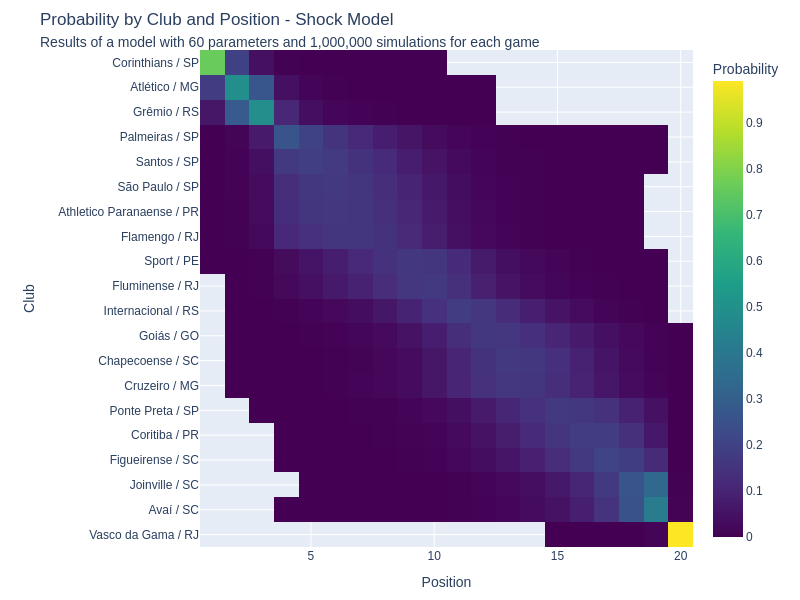 Probability by Club and Position - Shock Model
Results of a model with 60 parameters and 1,000,000 simulations for each game
Probability
Corinthians / SP
Atlético / MG
Grêmio / RS
Palmeiras / SP
Santos / SP
São Paulo / SP
Athletico Paranaense / PR
Flamengo / RJ
Sport / PE
Fluminense / RJ
Internacional / RS
Goiás / GO
Chapecoense / SC
Cruzeiro / MG
Ponte Preta / SP
Coritiba / PR
Figueirense / SC
Joinville / SC
Avaí / SC
Vasco da Gama / RJ
Club
5
10
15
20
Position
0.9
0.8
0.7
0.6
0.5
0.4
0.3
0.2
0.1
0